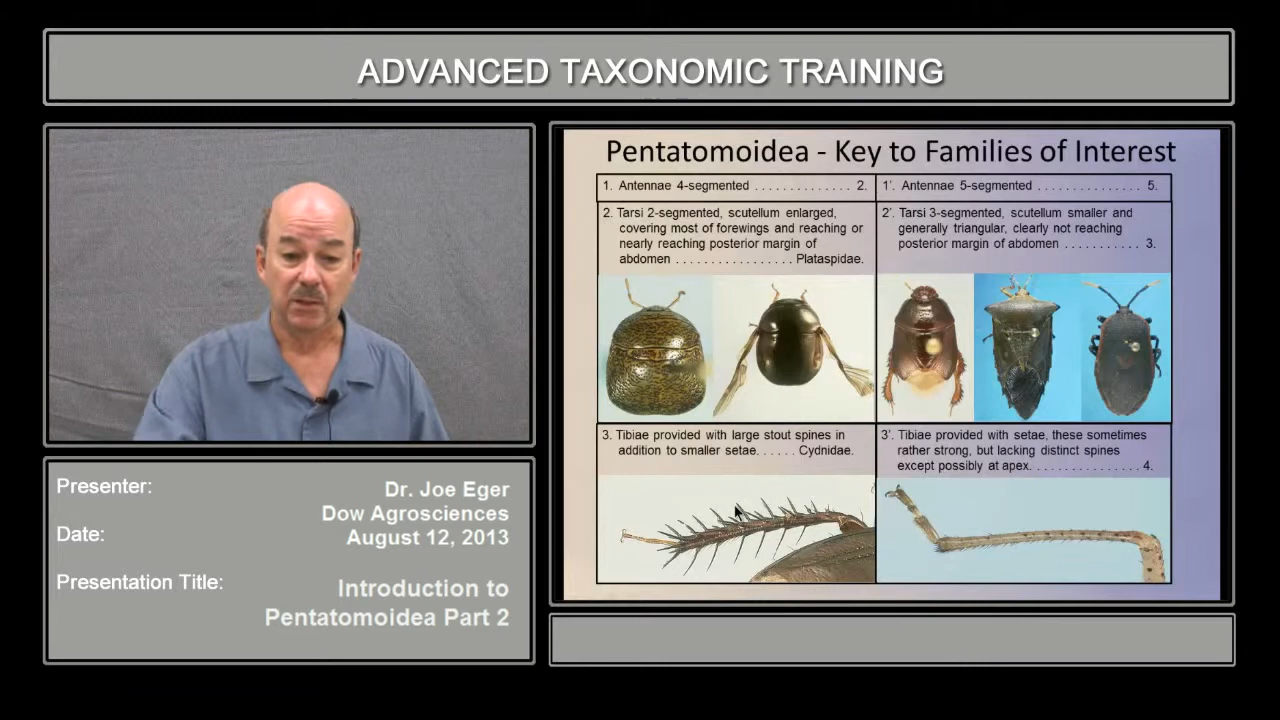 ADVANCED TAXONOMIC TRAINING
Pentatomoidea - Key to Families of Interest
1. Antennae 4-segmented . . . . . . . . . . . . . . 2.
1'. Antennae 5-segmented . . . . . . . . . . . . . . . 5.
2. Tarsi 2-segmented, scutellum enlarged,
covering most of forewings and reaching or
nearly reaching posterior margin of
abdomen . . . . . . . . . . . . . . . . . Plataspidae.
2'. Tarsi 3-segmented, scutellum smaller and
generally triangular, clearly not reaching
posterior margin of abdomen . . . . . . . . . . . 3.
3. Tibiae provided with large stout spines in
addition to smaller setae. . . . . . Cydnidae.
3'. Tibiae provided with setae, these sometimes
rather strong, but lacking distinct spines
except possibly at apex. . . . . . . . . . . . . . . . 4.
Presenter: Dr. Joe Eger
Dow Agrosciences
Date: August 12, 2013
Presentation Title: Introduction to
Pentatomoidea Part 2